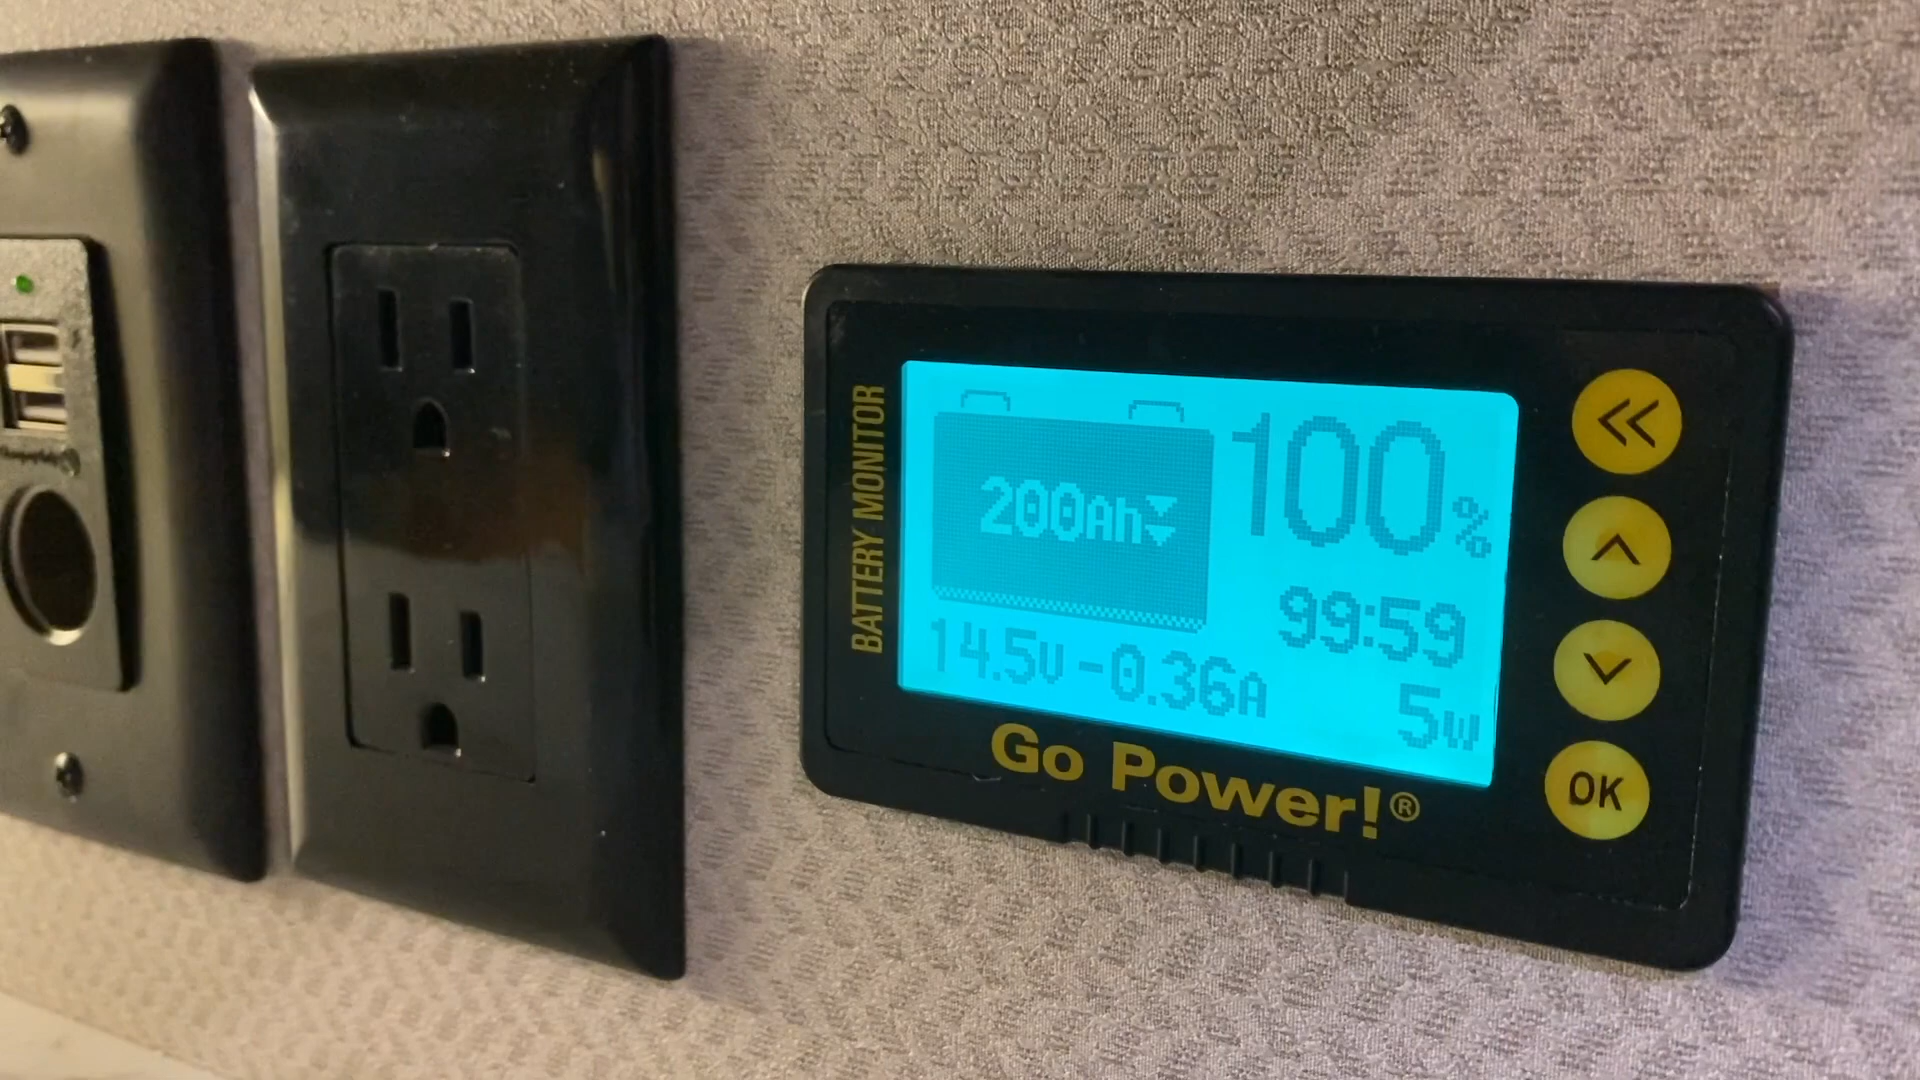 BATTERY MONITOR
200Ah
100%
99:59
14.5V -0.36A
5W
OK
Go Power!®